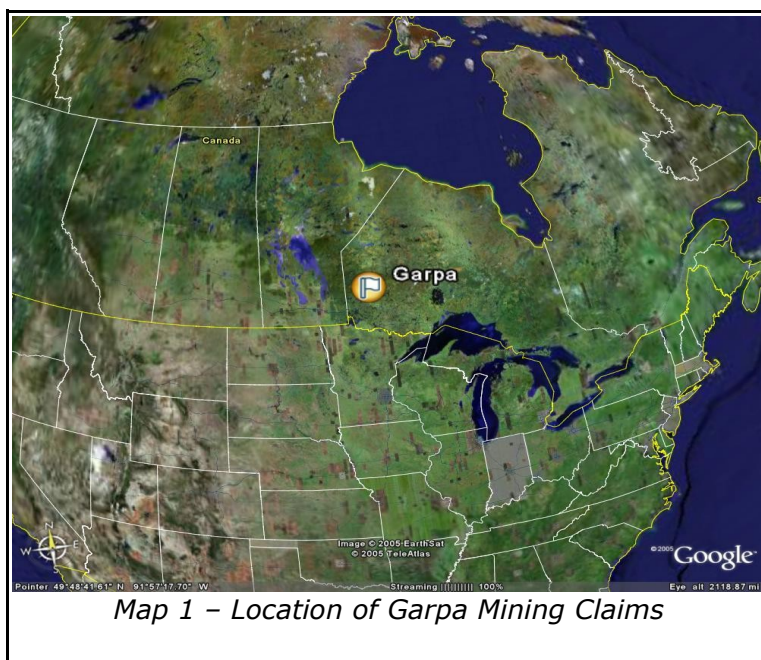 Canada
Garpa
N
W E
Image © 2005 EarthSat
© 2005 TeleAtlas
© 2005 Google
Pointer 49°48'41.61" N 91°57'17.70" W Streaming |||||||||| 100% Eye alt 2118.87 mi
Map 1 – Location of Garpa Mining Claims